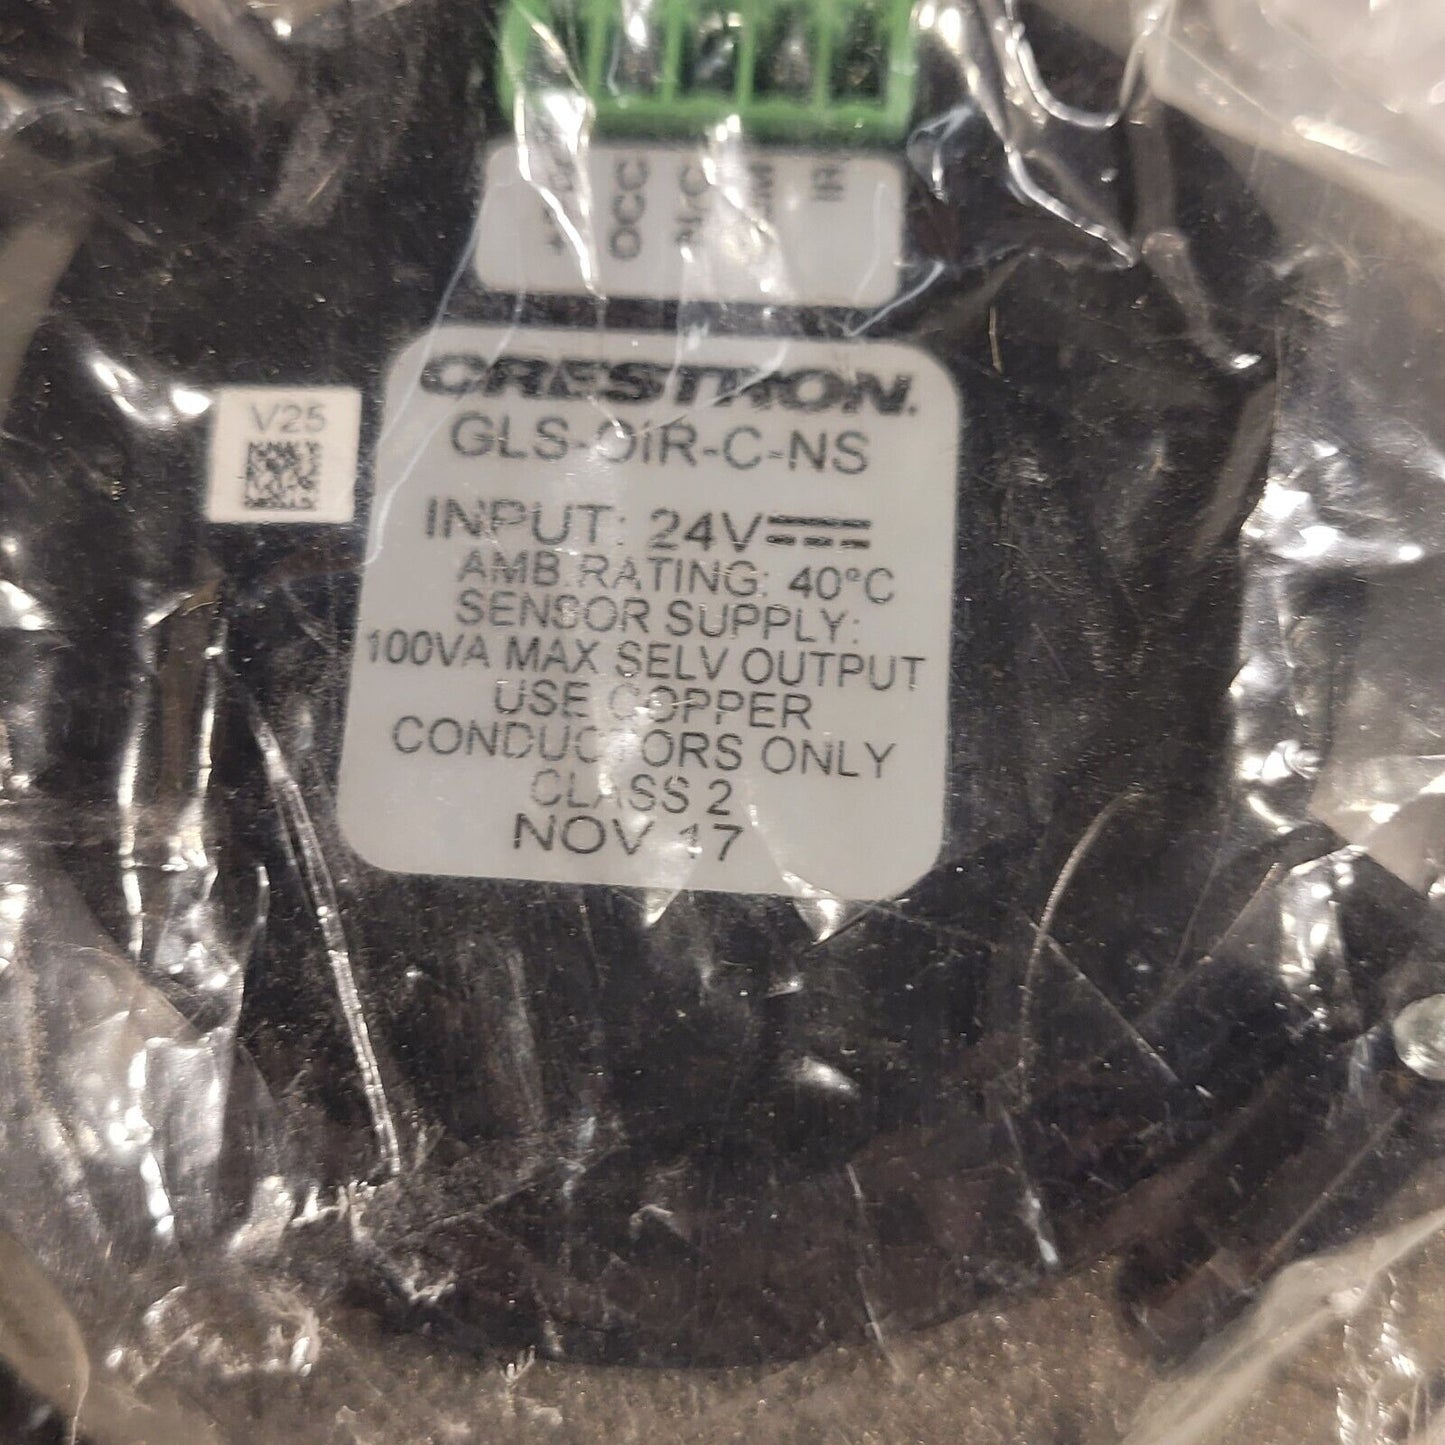 OCC
IR
V25
CRESTRON.
GLS-OIR-C-NS
INPUT: 24V
AMB.RATING: 40°C
SENSOR SUPPLY:
100VA MAX SELV OUTPUT
USE COPPER
CONDUCTORS ONLY
CLASS 2
NOV 17